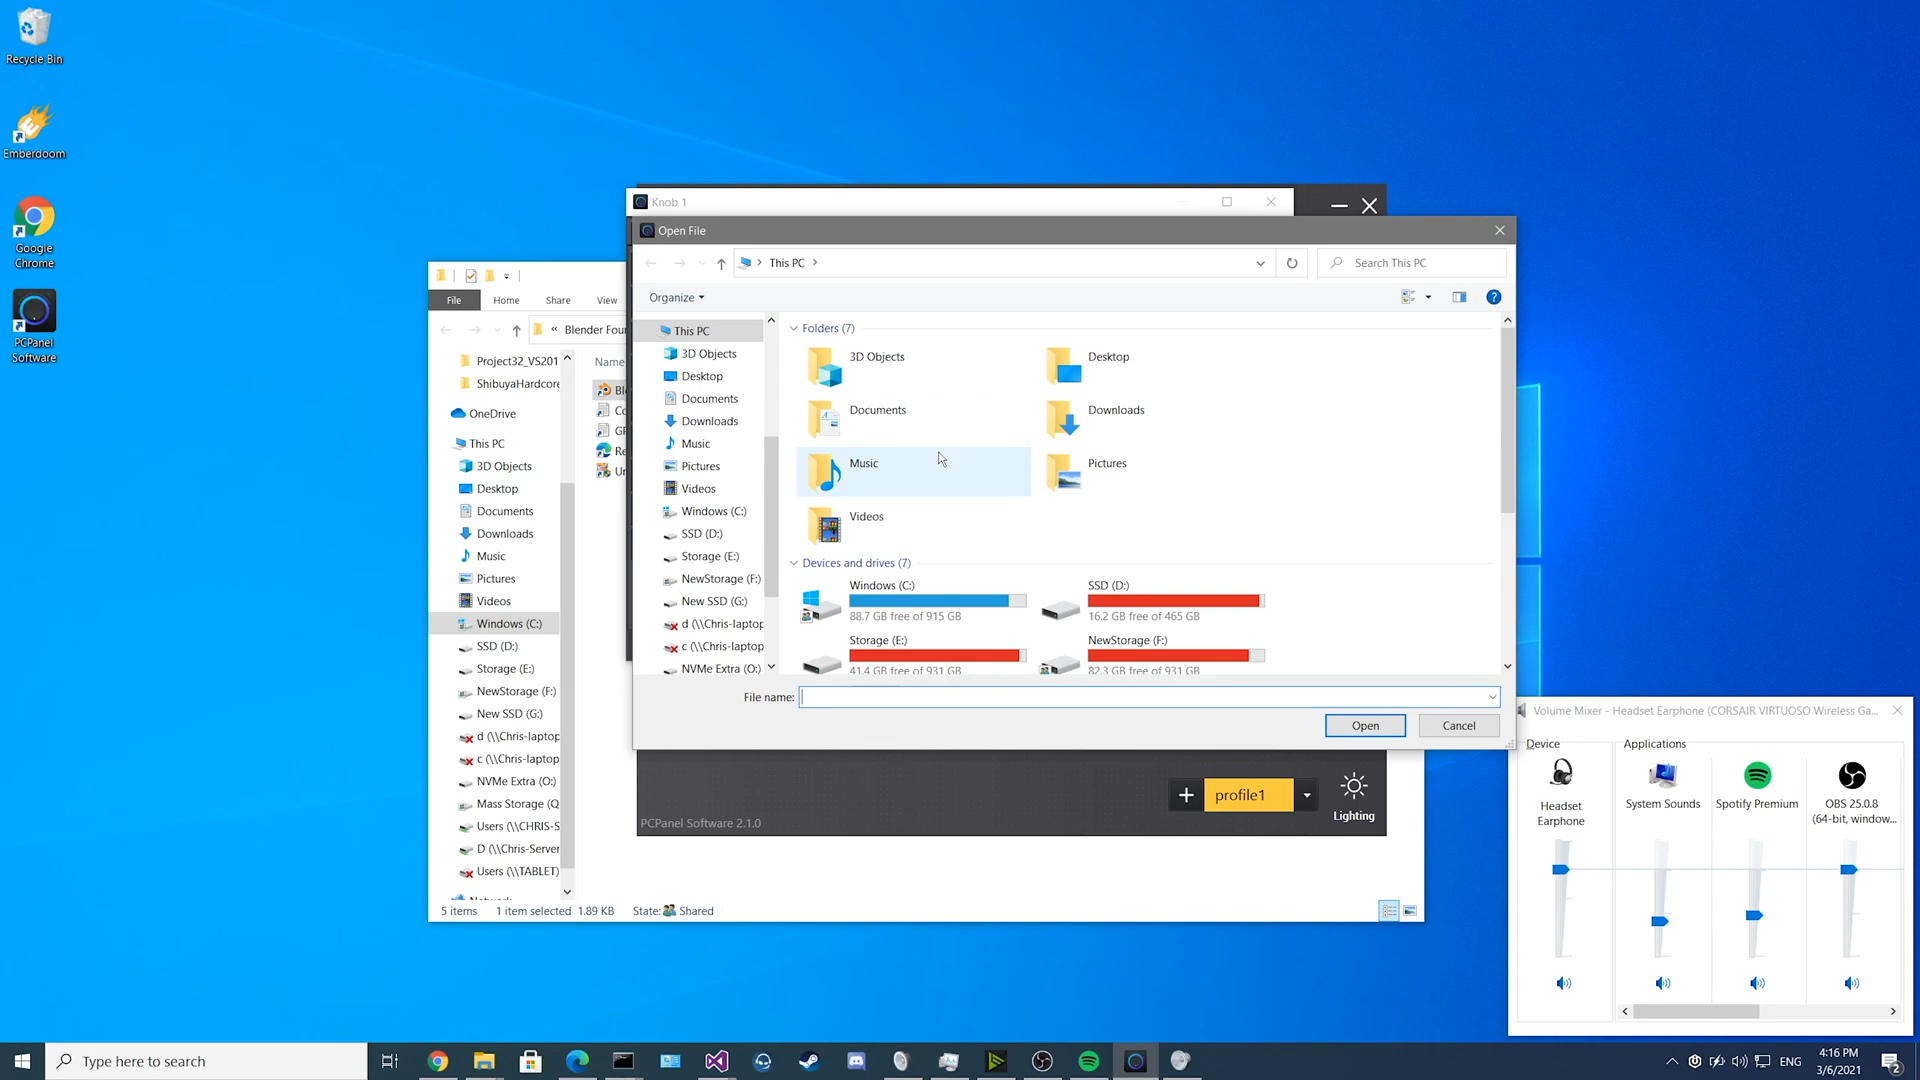 Recycle Bin
Emberdoom
Google
Chrome
PCPanel
Software
File
Home
Share
View
« Blender Four
Name
Project32_VS201
ShibuyaHardcore
OneDrive
This PC
3D Objects
Desktop
Documents
Downloads
Music
Pictures
Videos
Windows (C:)
SSD (D:)
Storage (E:)
NewStorage (F:)
New SSD (G:)
d (\\Chris-laptop
c (\\Chris-laptop
NVMe Extra (O:)
Mass Storage (Q
Users (\\CHRIS-S
D (\\Chris-Server
Users (\\TABLET)
5 items
1 item selected 1.89 KB
State: Shared
Knob 1
Open File
This PC
Search This PC
Organize
This PC
3D Objects
Desktop
Documents
Downloads
Music
Pictures
Videos
Windows (C:)
SSD (D:)
Storage (E:)
NewStorage (F:)
New SSD (G:)
d (\\Chris-laptop
c (\\Chris-laptop
NVMe Extra (O:)
Folders (7)
3D Objects
Desktop
Documents
Downloads
Music
Pictures
Videos
Devices and drives (7)
Windows (C:)
88.7 GB free of 915 GB
SSD (D:)
16.2 GB free of 465 GB
Storage (E:)
41.4 GB free of 931 GB
NewStorage (F:)
82.3 GB free of 931 GB
File name:
Open
Cancel
+
profile1
Lighting
PCPanel Software 2.1.0
Volume Mixer - Headset Earphone (CORSAIR VIRTUOSO Wireless Ga...
Device
Applications
Headset
Earphone
System Sounds
Spotify Premium
OBS 25.0.8
(64-bit, window...
Type here to search
ENG
4:16 PM
3/6/2021
2